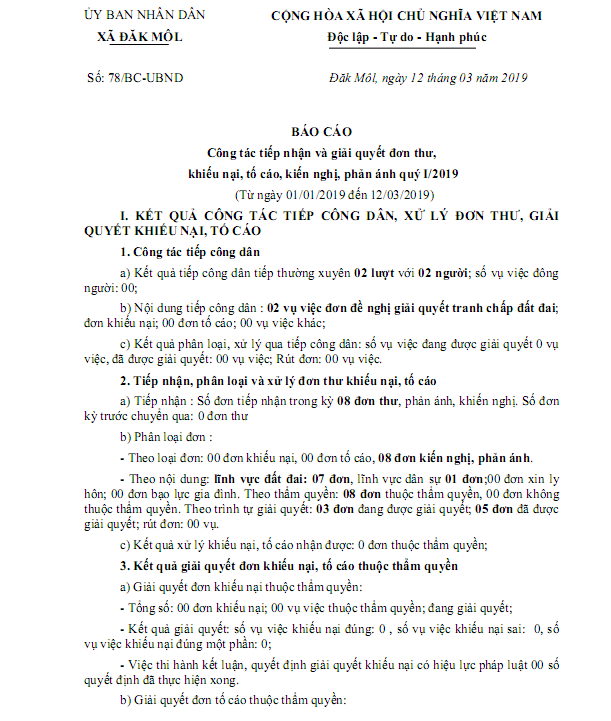 ỦY BAN NHÂN DÂN
CỘNG HÒA XÃ HỘI CHỦ NGHĨA VIỆT NAM
XÃ ĐĂK MÔL
Độc lập - Tự do - Hạnh phúc
Số: 78/BC-UBND
Đăk Môl, ngày 12 tháng 03 năm 2019
BÁO CÁO
Công tác tiếp nhận và giải quyết đơn thư,
khiếu nại, tố cáo, kiến nghị, phản ánh quý I/2019
(Từ ngày 01/01/2019 đến 12/03/2019)
I. KẾT QUẢ CÔNG TÁC TIẾP CÔNG DÂN, XỬ LÝ ĐƠN THƯ, GIẢI
QUYẾT KHIẾU NẠI, TỐ CÁO
1. Công tác tiếp công dân
a) Kết quả tiếp công dân tiếp thường xuyên 02 lượt với 02 người; số vụ việc đông
người: 00;
b) Nội dung tiếp công dân : 02 vụ việc đơn đề nghị giải quyết tranh chấp đất đai;
đơn khiếu nại; 00 đơn tố cáo; 00 vụ việc khác;
c) Kết quả phân loại, xử lý qua tiếp công dân: số vụ việc đang được giải quyết 0 vụ
việc, đã được giải quyết: 00 vụ việc; Rút đơn: 00 vụ việc.
2. Tiếp nhận, phân loại và xử lý đơn thư khiếu nại, tố cáo
a) Tiếp nhận : Số đơn tiếp nhận trong kỳ 08 đơn thư, phản ánh, khiến nghị. Số đơn
kỳ trước chuyển qua: 0 đơn thư
b) Phân loại đơn :
- Theo loại đơn: 00 đơn khiếu nại, 00 đơn tố cáo, 08 đơn kiến nghị, phản ánh.
- Theo nội dung: lĩnh vực đất đai: 07 đơn, lĩnh vực dân sự 01 đơn;00 đơn xin ly
hôn; 00 đơn bạo lực gia đình. Theo thẩm quyền: 08 đơn thuộc thẩm quyền, 00 đơn không
thuộc thẩm quyền. Theo trình tự giải quyết: 03 đơn đang được giải quyết; 05 đơn đã được
giải quyết; rút đơn: 00 vụ.
c) Kết quả xử lý khiếu nại, tố cáo nhận được: 0 đơn thuộc thẩm quyền;
3. Kết quả giải quyết đơn khiếu nại, tố cáo thuộc thẩm quyền
a) Giải quyết đơn khiếu nại thuộc thẩm quyền:
- Tổng số: 00 đơn khiếu nại; 00 vụ việc thuộc thẩm quyền; đang giải quyết;
- Kết quả giải quyết: số vụ việc khiếu nại đúng: 0 , số vụ việc khiếu nại sai: 0, số
vụ việc khiếu nại đúng một phần: 0;
- Việc thi hành kết luận, quyết định giải quyết khiếu nại có hiệu lực pháp luật 00 số
quyết định đã thực hiện xong.
b) Giải quyết đơn tố cáo thuộc thẩm quyền: